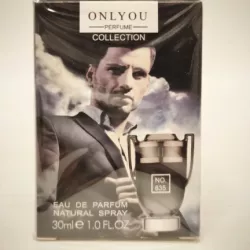 ONLYOU
PERFUME
COLLECTION
NO.
835
EAU DE PARFUM
NATURAL SPRAY
30ml e 1.0 FL.OZ